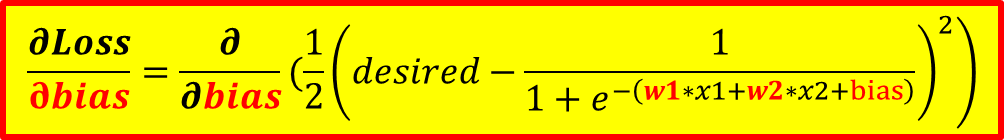 ∂Loss/∂bias = ∂/∂bias (1/2 (desired − 1/(1 + e^−(w1∗x1+w2∗x2+bias)))^2)